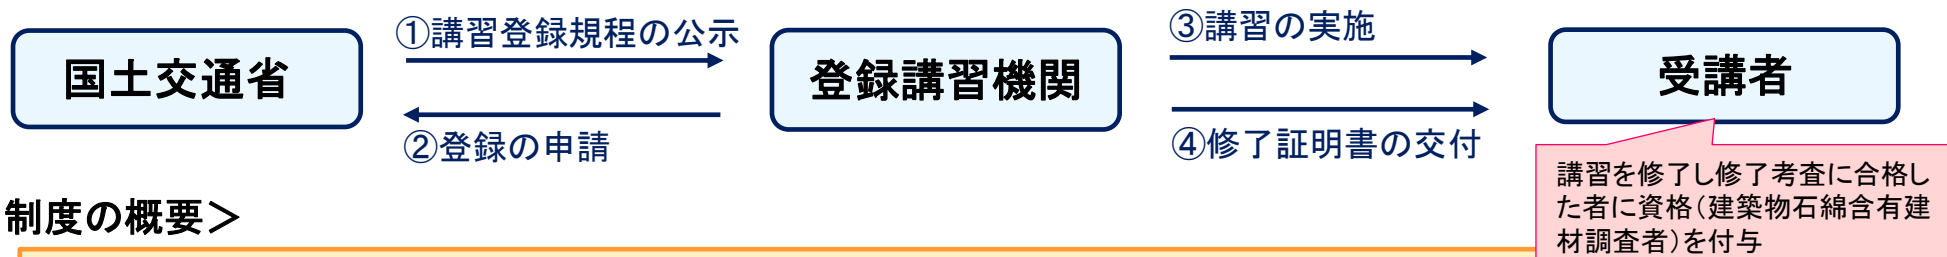 国土交通省
①講習登録規程の公示
②登録の申請
登録講習機関
③講習の実施
④修了証明書の交付
受講者
講習を修了し修了考査に合格し
た者に資格(建築物石綿含有建
材調査者)を付与
制度の概要＞